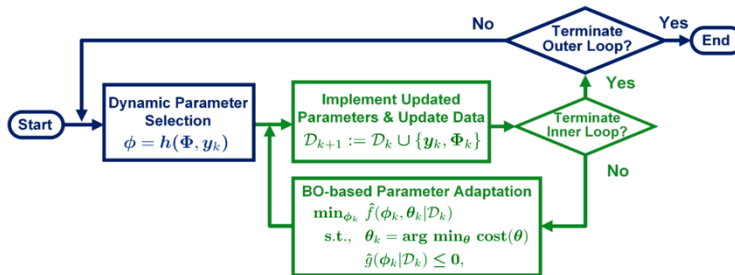 No
Terminate
Outer Loop?
Yes
End
Start
Dynamic Parameter
Selection
ϕ = h(Φ, y_k)
Implement Updated
Parameters & Update Data
𝒟_{k+1} := 𝒟_k ∪ {y_k, Φ_k}
Yes
Terminate
Inner Loop?
No
BO-based Parameter Adaptation
min_{ϕ_k} f̂(ϕ_k, θ_k|𝒟_k)
s.t., θ_k = arg min_θ cost(θ)
ĝ(ϕ_k|𝒟_k) ≤ 0,